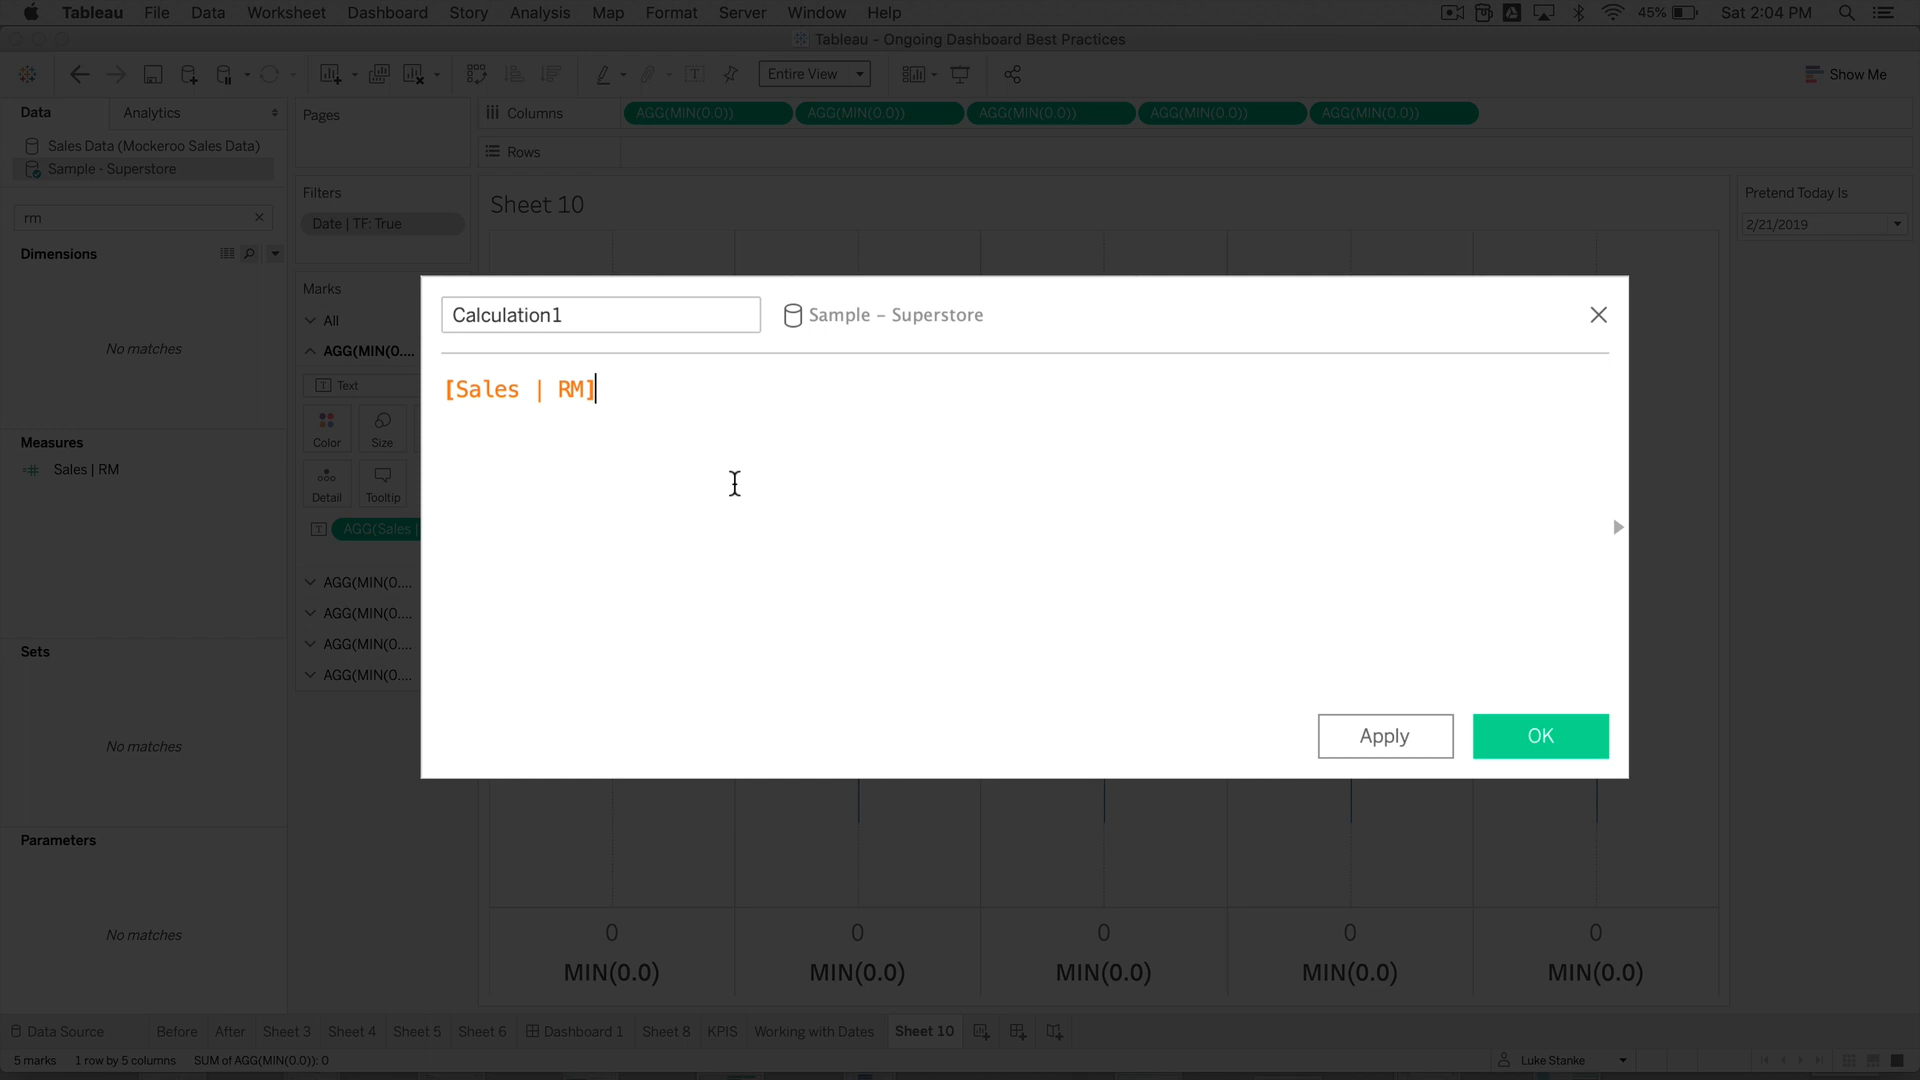 Tableau File Data Worksheet Dashboard Story Analysis Map Format Server Window Help 45% Sat 2:04 PM
Tableau - Ongoing Dashboard Best Practices
Entire View
Show Me
Data Analytics
Sales Data (Mockeroo Sales Data)
Sample - Superstore
rm
Dimensions
No matches
Measures
Sales | RM
Sets
No matches
Parameters
No matches
Pages
Filters
Date | TF: True
Marks
All
AGG(MIN(0....
Text
Color Size
Detail Tooltip
AGG(Sales |
AGG(MIN(0....
AGG(MIN(0....
AGG(MIN(0....
AGG(MIN(0....
Columns AGG(MIN(0.0)) AGG(MIN(0.0)) AGG(MIN(0.0)) AGG(MIN(0.0)) AGG(MIN(0.0))
Rows
Sheet 10
Pretend Today Is
2/21/2019
Calculation1 Sample - Superstore
[Sales | RM]
Apply OK
0 0 0 0 0
MIN(0.0) MIN(0.0) MIN(0.0) MIN(0.0) MIN(0.0)
Data Source Before After Sheet 3 Sheet 4 Sheet 5 Sheet 6 Dashboard 1 Sheet 8 KPIS Working with Dates Sheet 10
5 marks 1 row by 5 columns SUM of AGG(MIN(0.0)): 0 Luke Stanke